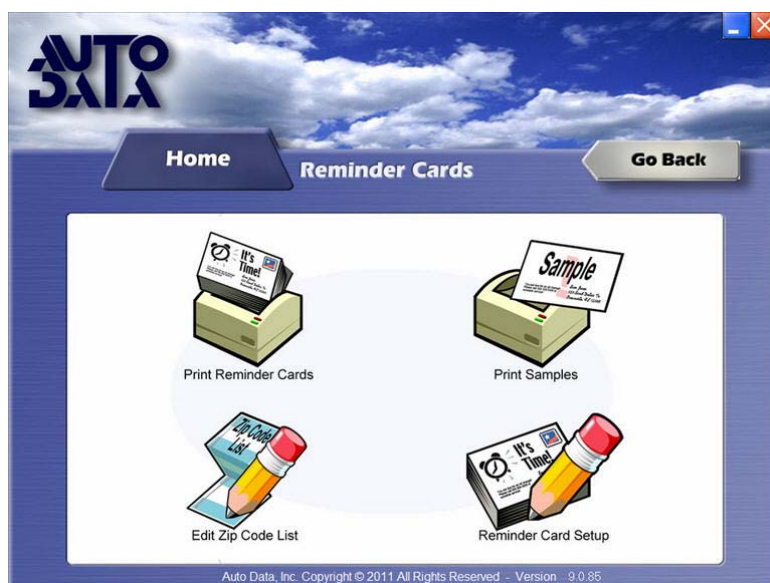 AUTO
DATA
Home
Reminder Cards
Go Back
It's
Time!
Sample
Print Reminder Cards
Print Samples
Zip Code
List
It's
Time!
Edit Zip Code List
Reminder Card Setup
Auto Data, Inc. Copyright © 2011 All Rights Reserved - Version 9.0.85